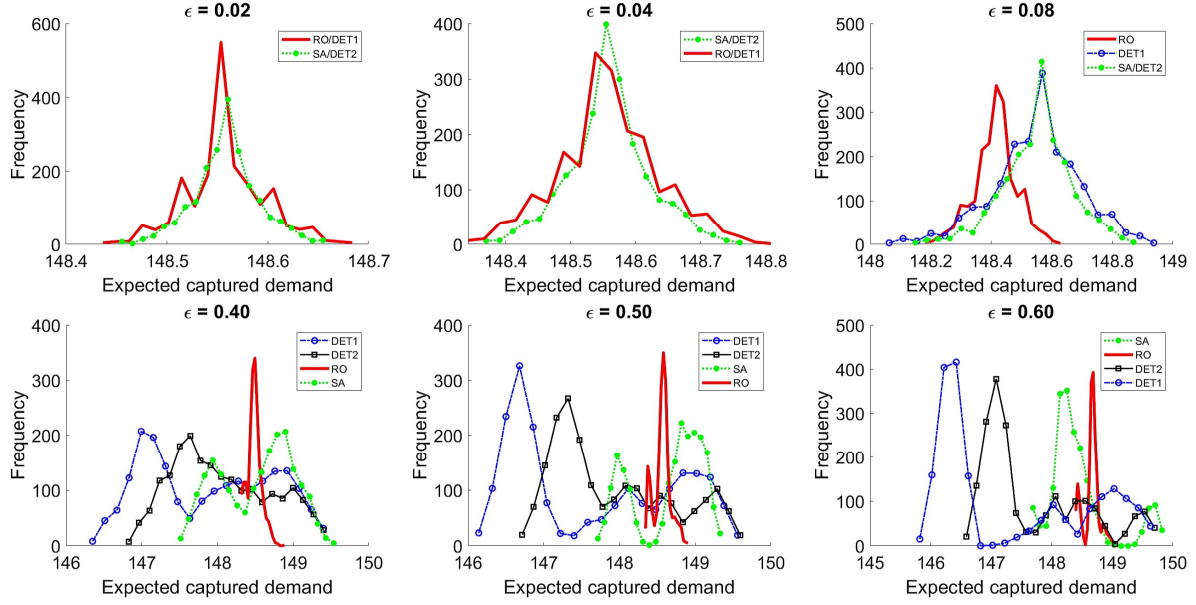 ϵ = 0.02
600
400
200
0
148.4
148.5
148.6
148.7
Frequency
Expected captured demand
RO/DET1
SA/DET2
ϵ = 0.04
400
300
200
100
0
148.4
148.5
148.6
148.7
148.8
Frequency
Expected captured demand
SA/DET2
RO/DET1
ϵ = 0.08
500
400
300
200
100
0
148
148.2
148.4
148.6
148.8
149
Frequency
Expected captured demand
RO
DET1
SA/DET2
ϵ = 0.40
400
300
200
100
0
146
147
148
149
150
Frequency
Expected captured demand
DET1
DET2
RO
SA
ϵ = 0.50
400
300
200
100
0
146
147
148
149
150
Frequency
Expected captured demand
DET1
DET2
SA
RO
ϵ = 0.60
500
400
300
200
100
0
145
146
147
148
149
150
Frequency
Expected captured demand
SA
RO
DET2
DET1